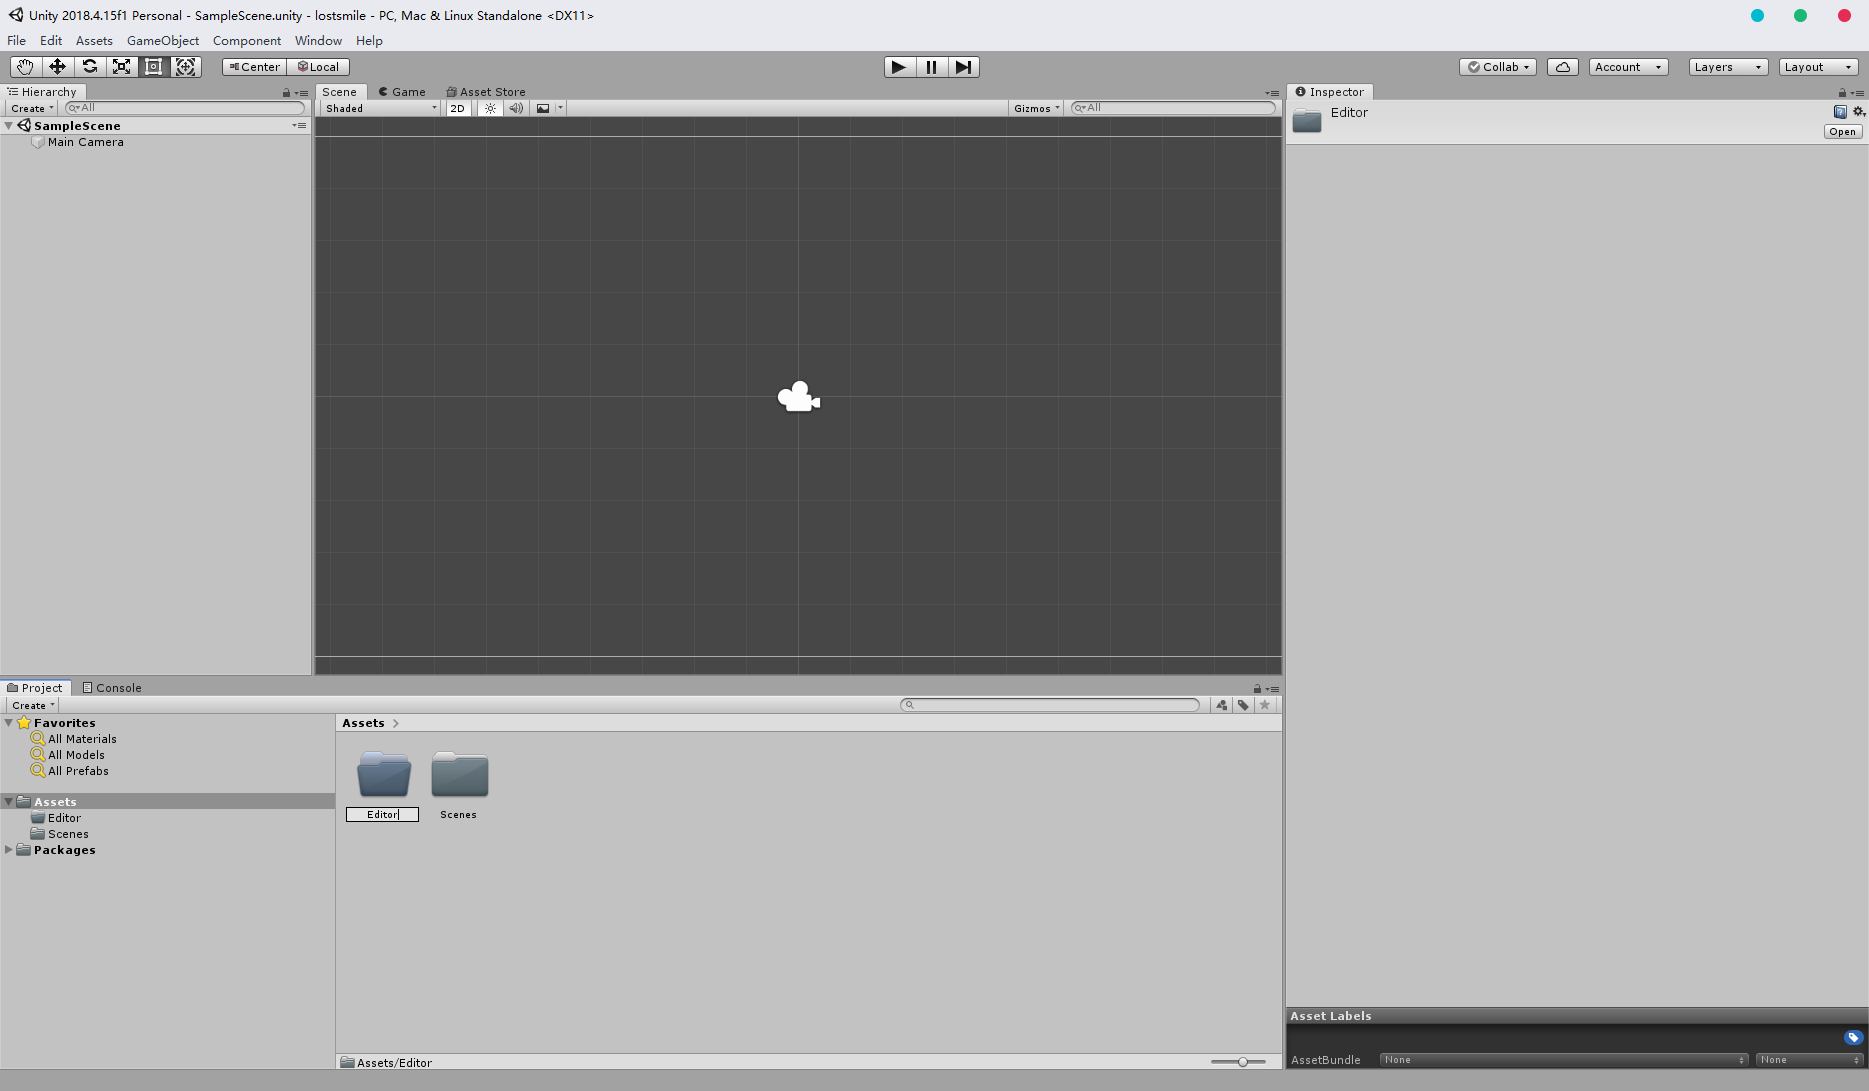 Unity 2018.4.15f1 Personal - SampleScene.unity - lostsmile - PC, Mac & Linux Standalone <DX11>
File Edit Assets GameObject Component Window Help
Center Local Collab Account Layers Layout
Hierarchy
Create All
SampleScene
Main Camera
Scene Game Asset Store
Shaded 2D Gizmos All
Inspector
Editor
Open
Project Console
Create
Favorites
All Materials
All Models
All Prefabs
Assets
Editor
Scenes
Packages
Assets
Editor Scenes
Assets/Editor
Asset Labels
AssetBundle None None